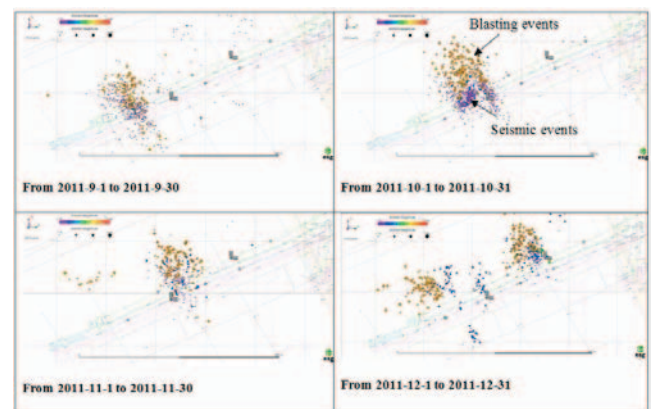 Blasting events
Seismic events
From 2011-9-1 to 2011-9-30
From 2011-10-1 to 2011-10-31
From 2011-11-1 to 2011-11-30
From 2011-12-1 to 2011-12-31